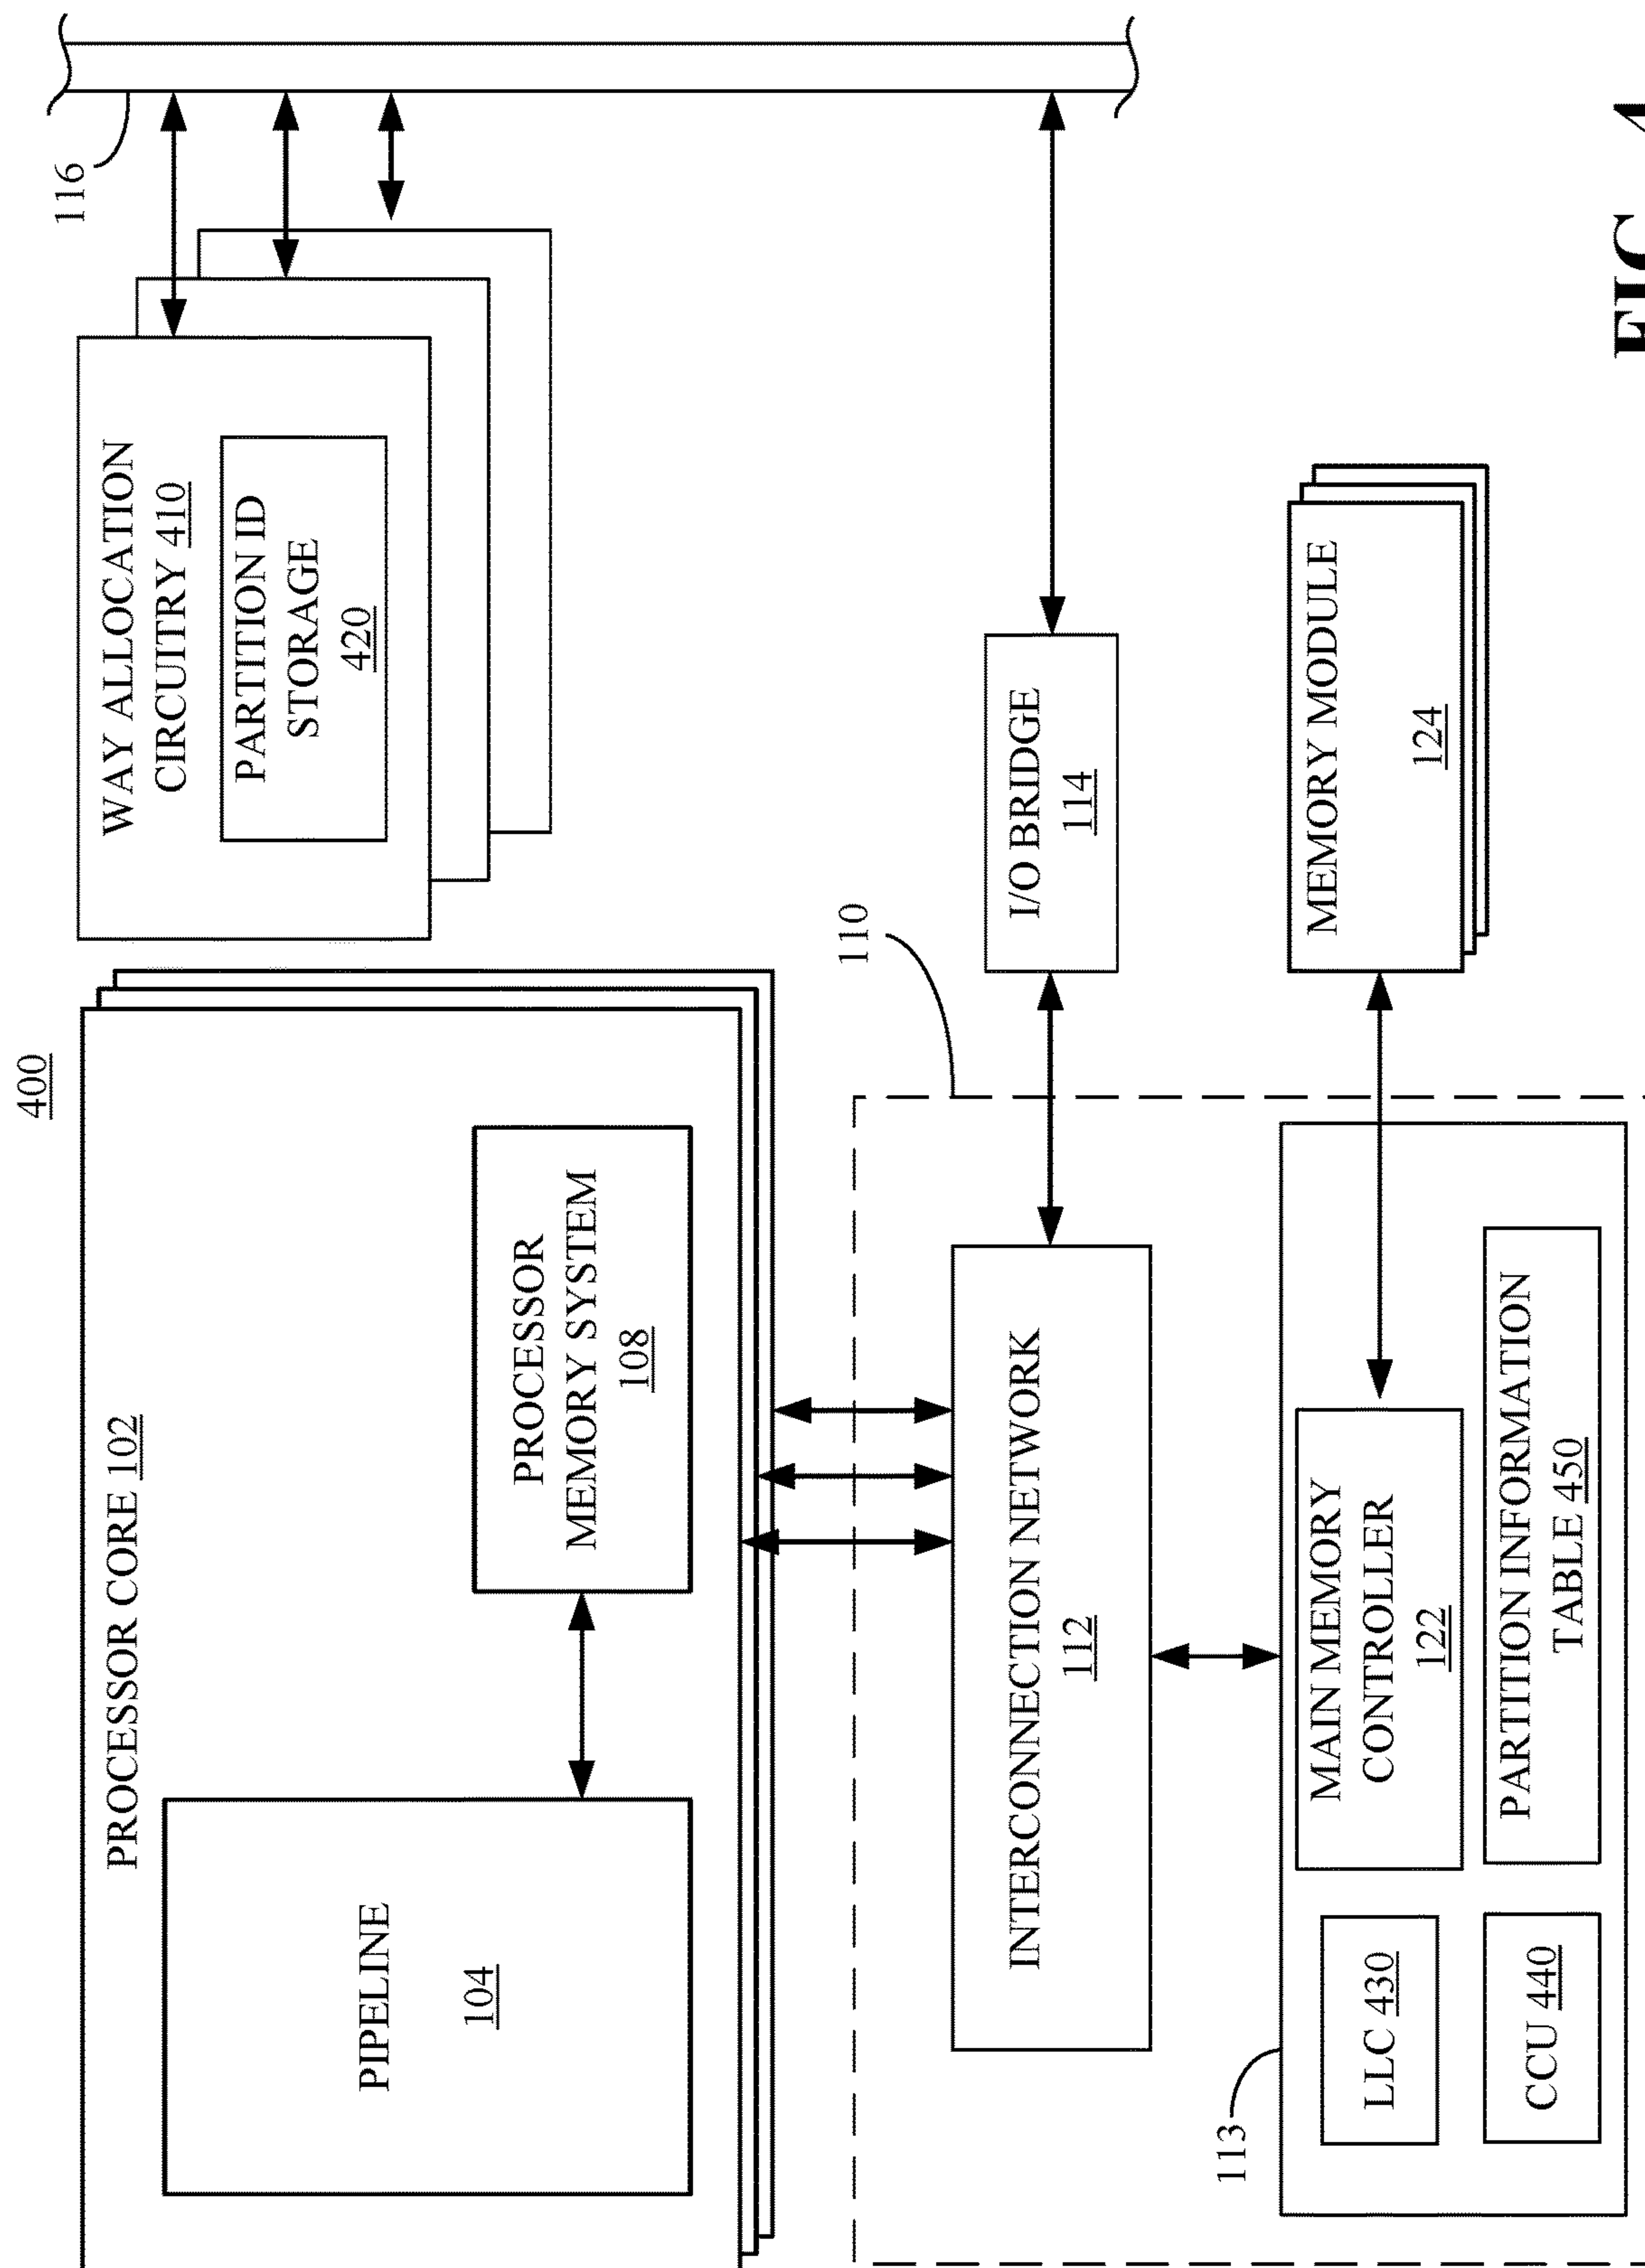 400
PROCESSOR CORE 102
PIPELINE
104
PROCESSOR
MEMORY SYSTEM
108
WAY ALLOCATION
CIRCUITRY 410
PARTITION ID
STORAGE
420
116
110
INTERCONNECTION NETWORK
112
I/O BRIDGE
114
113
LLC 430
CCU 440
MAIN MEMORY
CONTROLLER
122
PARTITION INFORMATION
TABLE 450
MEMORY MODULE
124
FIG. 4